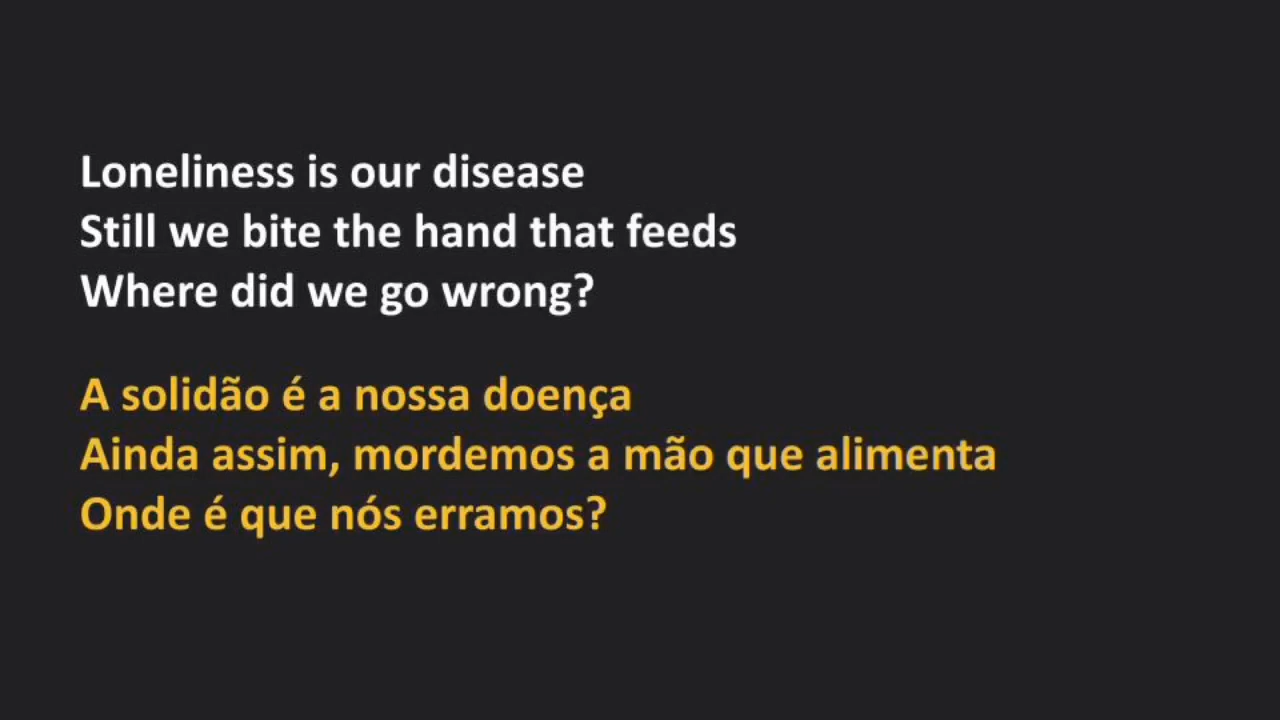 Loneliness is our disease
Still we bite the hand that feeds
Where did we go wrong?
A solidão é a nossa doença
Ainda assim, mordemos a mão que alimenta
Onde é que nós erramos?